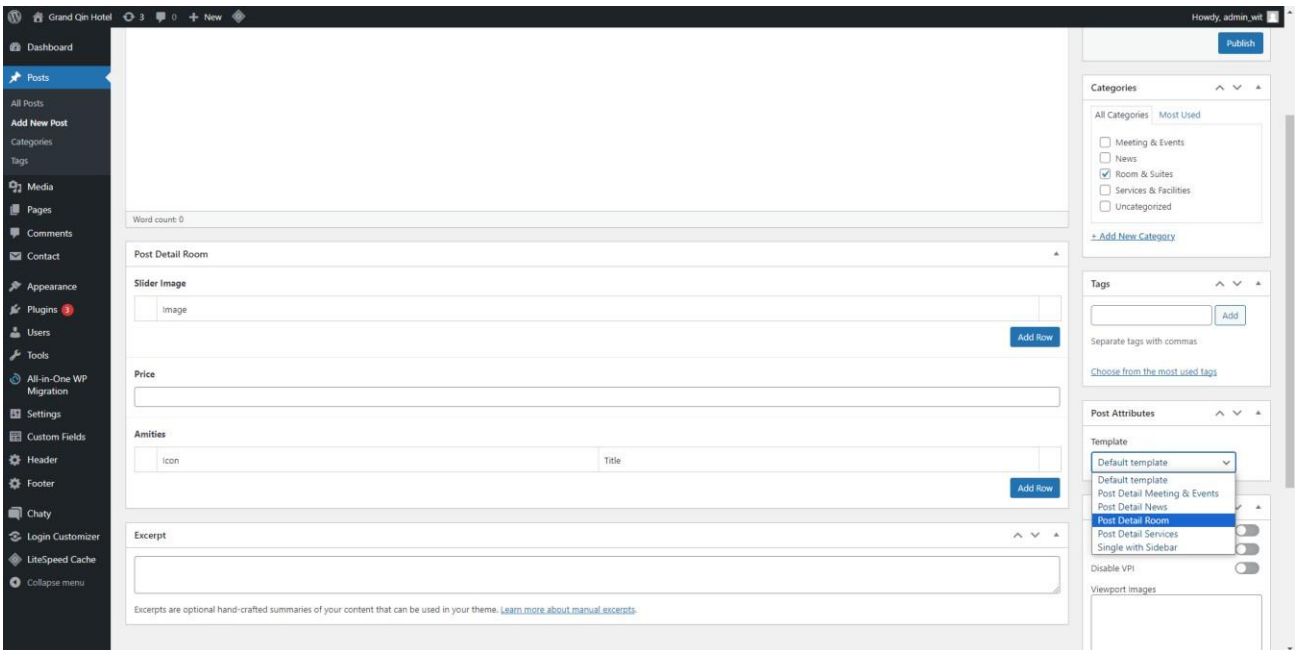 Grand Qin Hotel 3 0 + New
Howdy, admin_wit
Dashboard
Posts
All Posts
Add New Post
Categories
Tags
Media
Pages
Comments
Contact
Appearance
Plugins 3
Users
Tools
All-in-One WP
Migration
Settings
Custom Fields
Header
Footer
Chaty
Login Customizer
LiteSpeed Cache
Collapse menu
Word count: 0
Post Detail Room
Slider Image
Image
Add Row
Price
Amities
Icon Title
Add Row
Excerpt
Excerpts are optional hand-crafted summaries of your content that can be used in your theme. Learn more about manual excerpts.
Publish
Categories
All Categories Most Used
Meeting & Events
News
Room & Suites
Services & Facilities
Uncategorized
+ Add New Category
Tags
Add
Separate tags with commas
Choose from the most used tags
Post Attributes
Template
Default template
Default template
Post Detail Meeting & Events
Post Detail News
Post Detail Room
Post Detail Services
Single with Sidebar
Disable VPI
Viewport Images